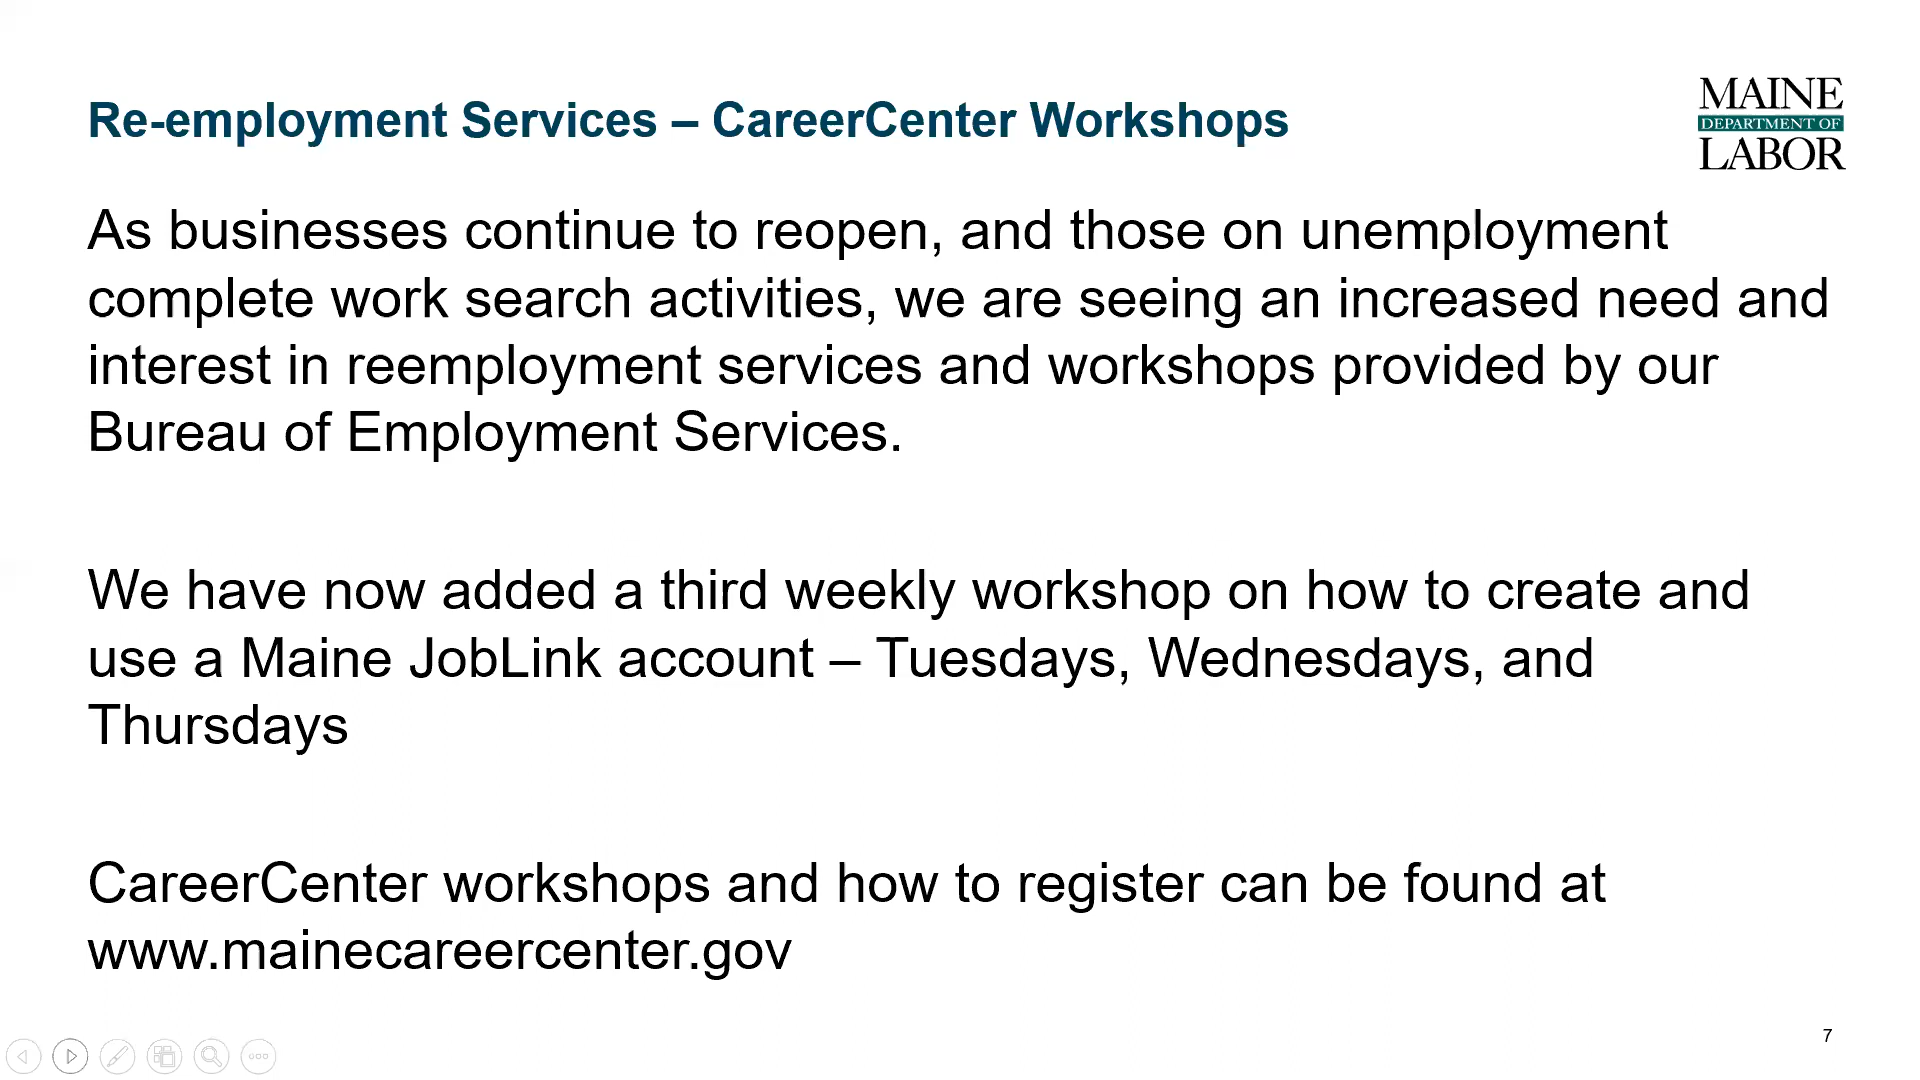 Re-employment Services – CareerCenter Workshops
MAINE
DEPARTMENT OF
LABOR
As businesses continue to reopen, and those on unemployment
complete work search activities, we are seeing an increased need and
interest in reemployment services and workshops provided by our
Bureau of Employment Services.
We have now added a third weekly workshop on how to create and
use a Maine JobLink account – Tuesdays, Wednesdays, and
Thursdays
CareerCenter workshops and how to register can be found at
www.mainecareercenter.gov
7